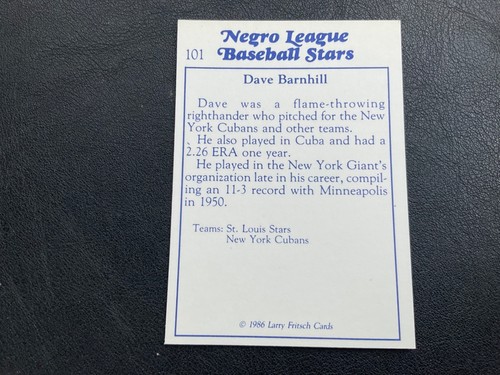 Negro League
101 Baseball Stars
Dave Barnhill
Dave was a flame-throwing
righthander who pitched for the New
York Cubans and other teams.
He also played in Cuba and had a
2.26 ERA one year.
He played in the New York Giant's
organization late in his career, compil-
ing an 11-3 record with Minneapolis
in 1950.
Teams: St. Louis Stars
New York Cubans
© 1986 Larry Fritsch Cards